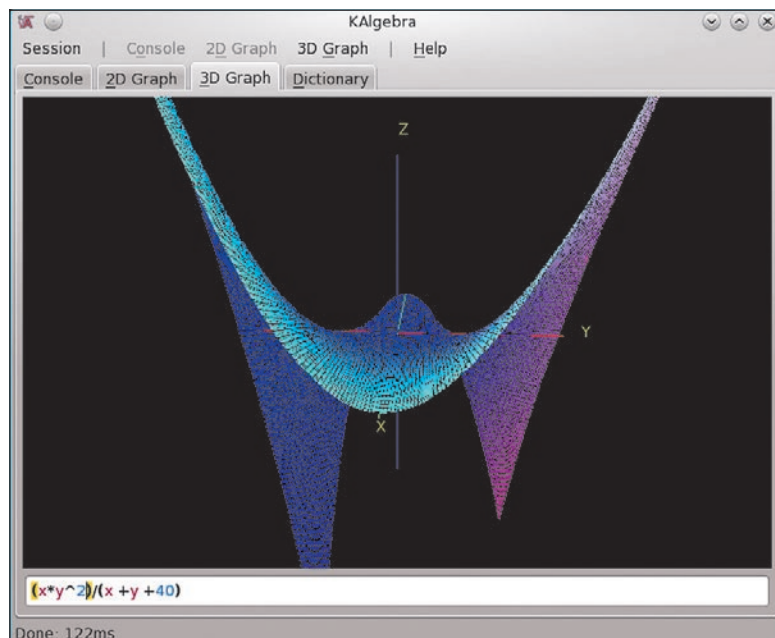 KAlgebra
Session | Console 2D Graph 3D Graph | Help
Console 2D Graph 3D Graph Dictionary
Z
Y
X
(x*y^2)/(x +y +40)
Done: 122ms